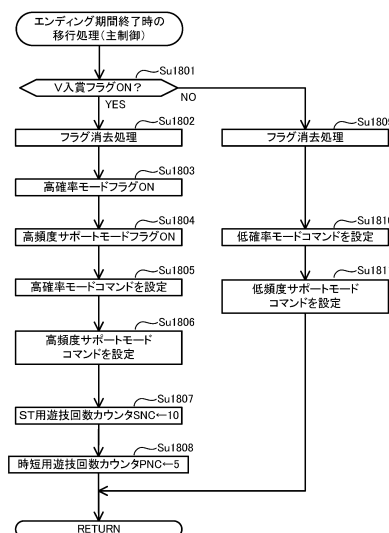 エンディング期間終了時の
移行処理(主制御)
Su1801
V入賞フラグON?
YES
NO
Su1802
フラグ消去処理
Su1803
高確率モードフラグON
Su1804
高頻度サポートモードフラグON
Su1805
高確率モードコマンドを設定
Su1806
高頻度サポートモード
コマンドを設定
Su1807
ST用遊技回数カウンタSNC←10
Su1808
時短用遊技回数カウンタPNC←5
Su1809
フラグ消去処理
Su1810
低確率モードコマンドを設定
Su181
低頻度サポートモード
コマンドを設定
RETURN